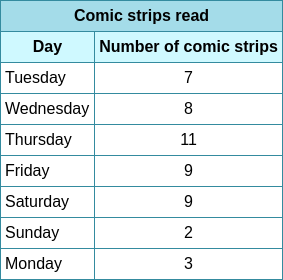 Comic strips read
Day Number of comic strips
Tuesday 7
Wednesday 8
Thursday 11
Friday 9
Saturday 9
Sunday 2
Monday 3